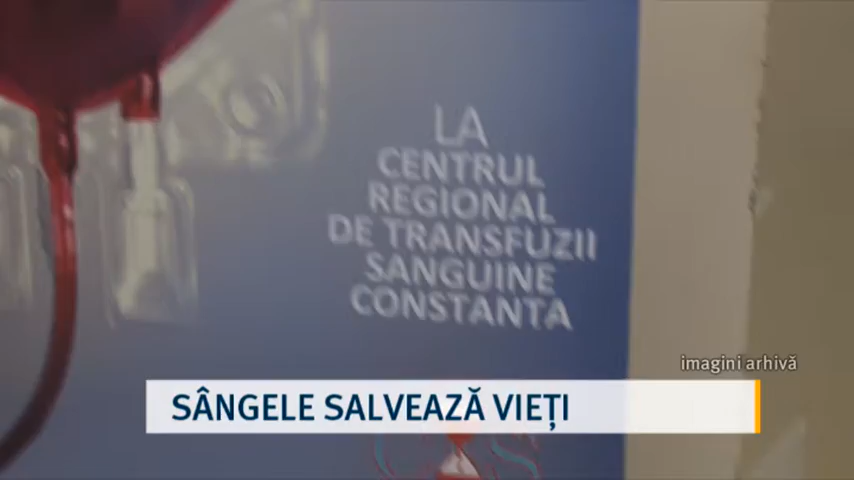 LA
CENTRUL
REGIONAL
DE TRANSFUZII
SANGUINE
CONSTANTA
imagini arhivă
SÂNGELE SALVEAZĂ VIEȚI